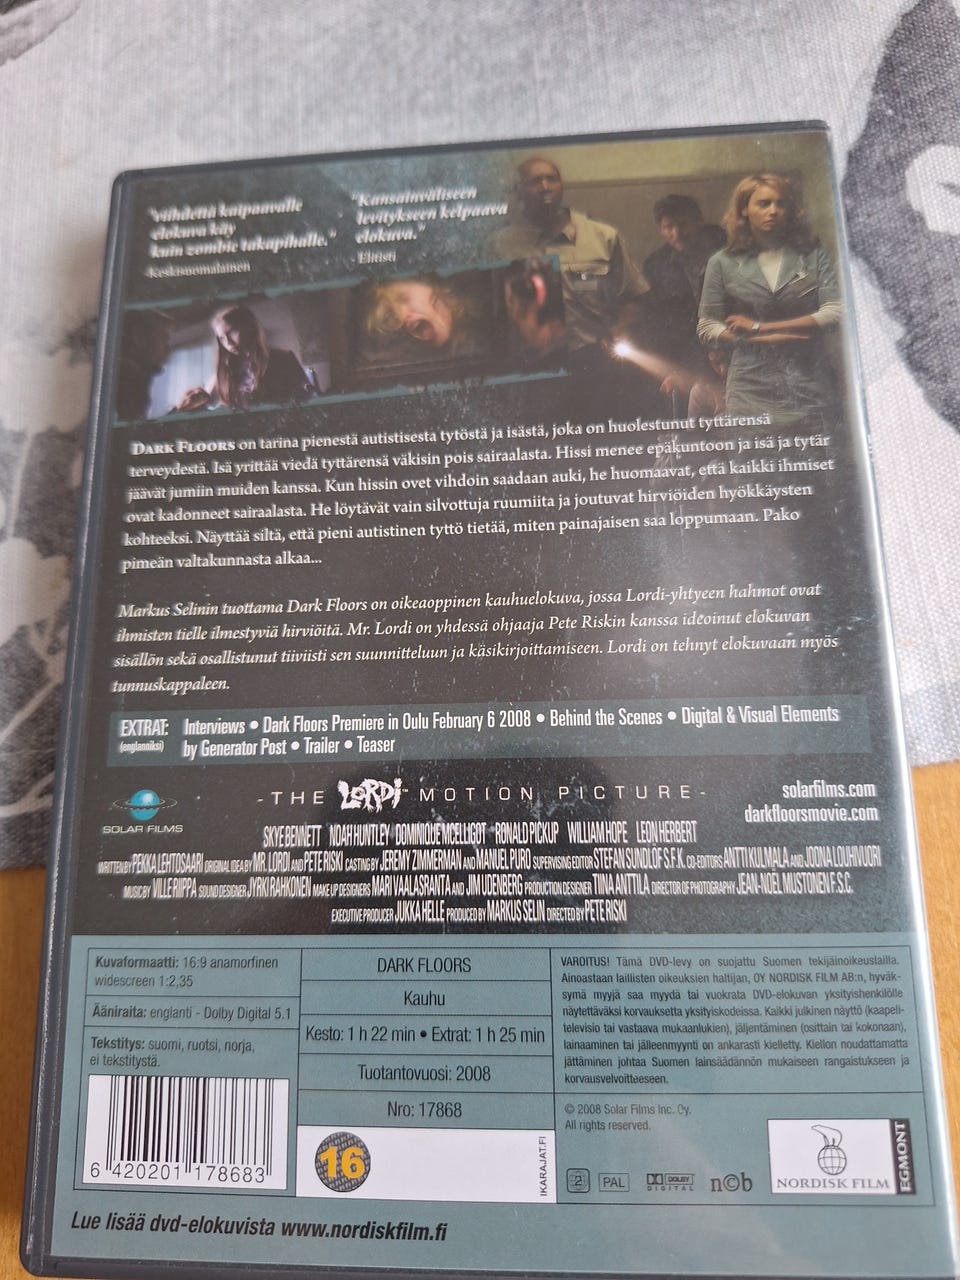 "viihdettä kaipaavalle
elokuva käy
kuin zombie takapihalle."
-Keskisuomalainen
"Kansainväliseen
levitykseen kelpaava
elokuva."
Elitisti
DARK FLOORS on tarina pienestä autistisesta tytöstä ja isästä, joka on huolestunut tyttärensä
terveydestä. Isä yrittää viedä tyttärensä väkisin pois sairaalasta. Hissi menee epäkuntoon ja isä ja tytär
jäävät jumiin muiden kanssa. Kun hissin ovet vihdoin saadaan auki, he huomaavat, että kaikki ihmiset
ovat kadonneet sairaalasta. He löytävät vain silvottuja ruumiita ja joutuvat hirviöiden hyökkäysten
kohteeksi. Näyttää siltä, että pieni autistinen tyttö tietää, miten painajaisen saa loppumaan. Pako
pimeän valtakunnasta alkaa...
Markus Selinin tuottama Dark Floors on oikeaoppinen kauhuelokuva, jossa Lordi-yhtyeen hahmot ovat
ihmisten tielle ilmestyviä hirviöitä. Mr. Lordi on yhdessä ohjaaja Pete Riskin kanssa ideoinut elokuvan
sisällön sekä osallistunut tiiviisti sen suunnitteluun ja käsikirjoittamiseen. Lordi on tehnyt elokuvaan myös
tunnuskappaleen.
EXTRAT: Interviews • Dark Floors Premiere in Oulu February 6 2008 • Behind the Scenes • Digital & Visual Elements
(englanniksi) by Generator Post • Trailer • Teaser
SOLAR FILMS
- THE LORDI™ MOTION PICTURE -
solarfilms.com
darkfloorsmovie.com
SKYE BENNETT NOAH HUNTLEY DOMINIQUE MCELLIGOT RONALD PICKUP WILLIAM HOPE LEON HERBERT
WRITTEN BY PEKKA LEHTOSAARI ORIGINAL IDEA BY MR. LORDI AND PETE RISKI CASTING BY JEREMY ZIMMERMAN AND MANUEL PURO SUPERVISING EDITOR STEFAN SUNDLÖF S.F.K. CO-EDITORS ANTTI KULMALA AND JOONA LOUHIVUORI
MUSIC BY VILLE RIPPA SOUND DESIGNER JYRKI RAHKONEN MAKE UP DESIGNERS MARI VAALASRANTA AND JIM UDENBERG PRODUCTION DESIGNER TIINA ANTTILA DIRECTOR OF PHOTOGRAPHY JEAN-NOËL MUSTONEN F.S.C.
EXECUTIVE PRODUCER JUKKA HELLE PRODUCED BY MARKUS SELIN DIRECTED BY PETE RISKI
Kuvaformaatti: 16:9 anamorfinen
widescreen 1:2,35
Ääniraita: englanti - Dolby Digital 5.1
Tekstitys: suomi, ruotsi, norja,
ei tekstitystä.
6 420201 178683
DARK FLOORS
Kauhu
Kesto: 1 h 22 min • Extrat: 1 h 25 min
Tuotantovuosi: 2008
Nro: 17868
16
IKARAJAT.FI
VAROITUS! Tämä DVD-levy on suojattu Suomen tekijäinoikeuslailla.
Ainoastaan laillisten oikeuksien haltijan, OY NORDISK FILM AB:n, hyväk-
symä myyjä saa myydä tai vuokrata DVD-elokuvan yksityishenkilölle
näytettäväksi korvauksetta yksityiskodeissa. Kaikki julkinen näyttö (kaapeli-
televisio tai vastaava mukaanlukien), jäljentäminen (osittain tai kokonaan),
lainaaminen tai jälleenmyynti on ankarasti kielletty. Kiellon noudattamatta
jättäminen johtaa Suomen lainsäädännön mukaiseen rangaistukseen ja
korvausvelvoitteeseen.
© 2008 Solar Films Inc. Oy.
All rights reserved.
2
PAL
DOLBY
DIGITAL
n©b
NORDISK FILM
EGMONT
Lue lisää dvd-elokuvista www.nordiskfilm.fi